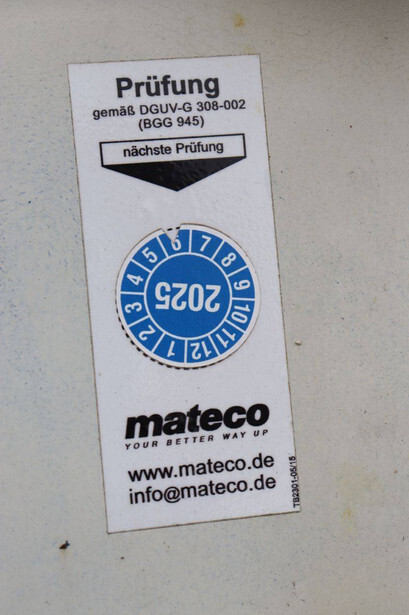 Prüfung
gemäß DGUV-G 308-002
(BGG 945)
nächste Prüfung
1 2 3 4 5 6 7 8 9 10 11 12
2025
mateco
YOUR BETTER WAY UP
www.mateco.de
info@mateco.de
TB2301-05/15